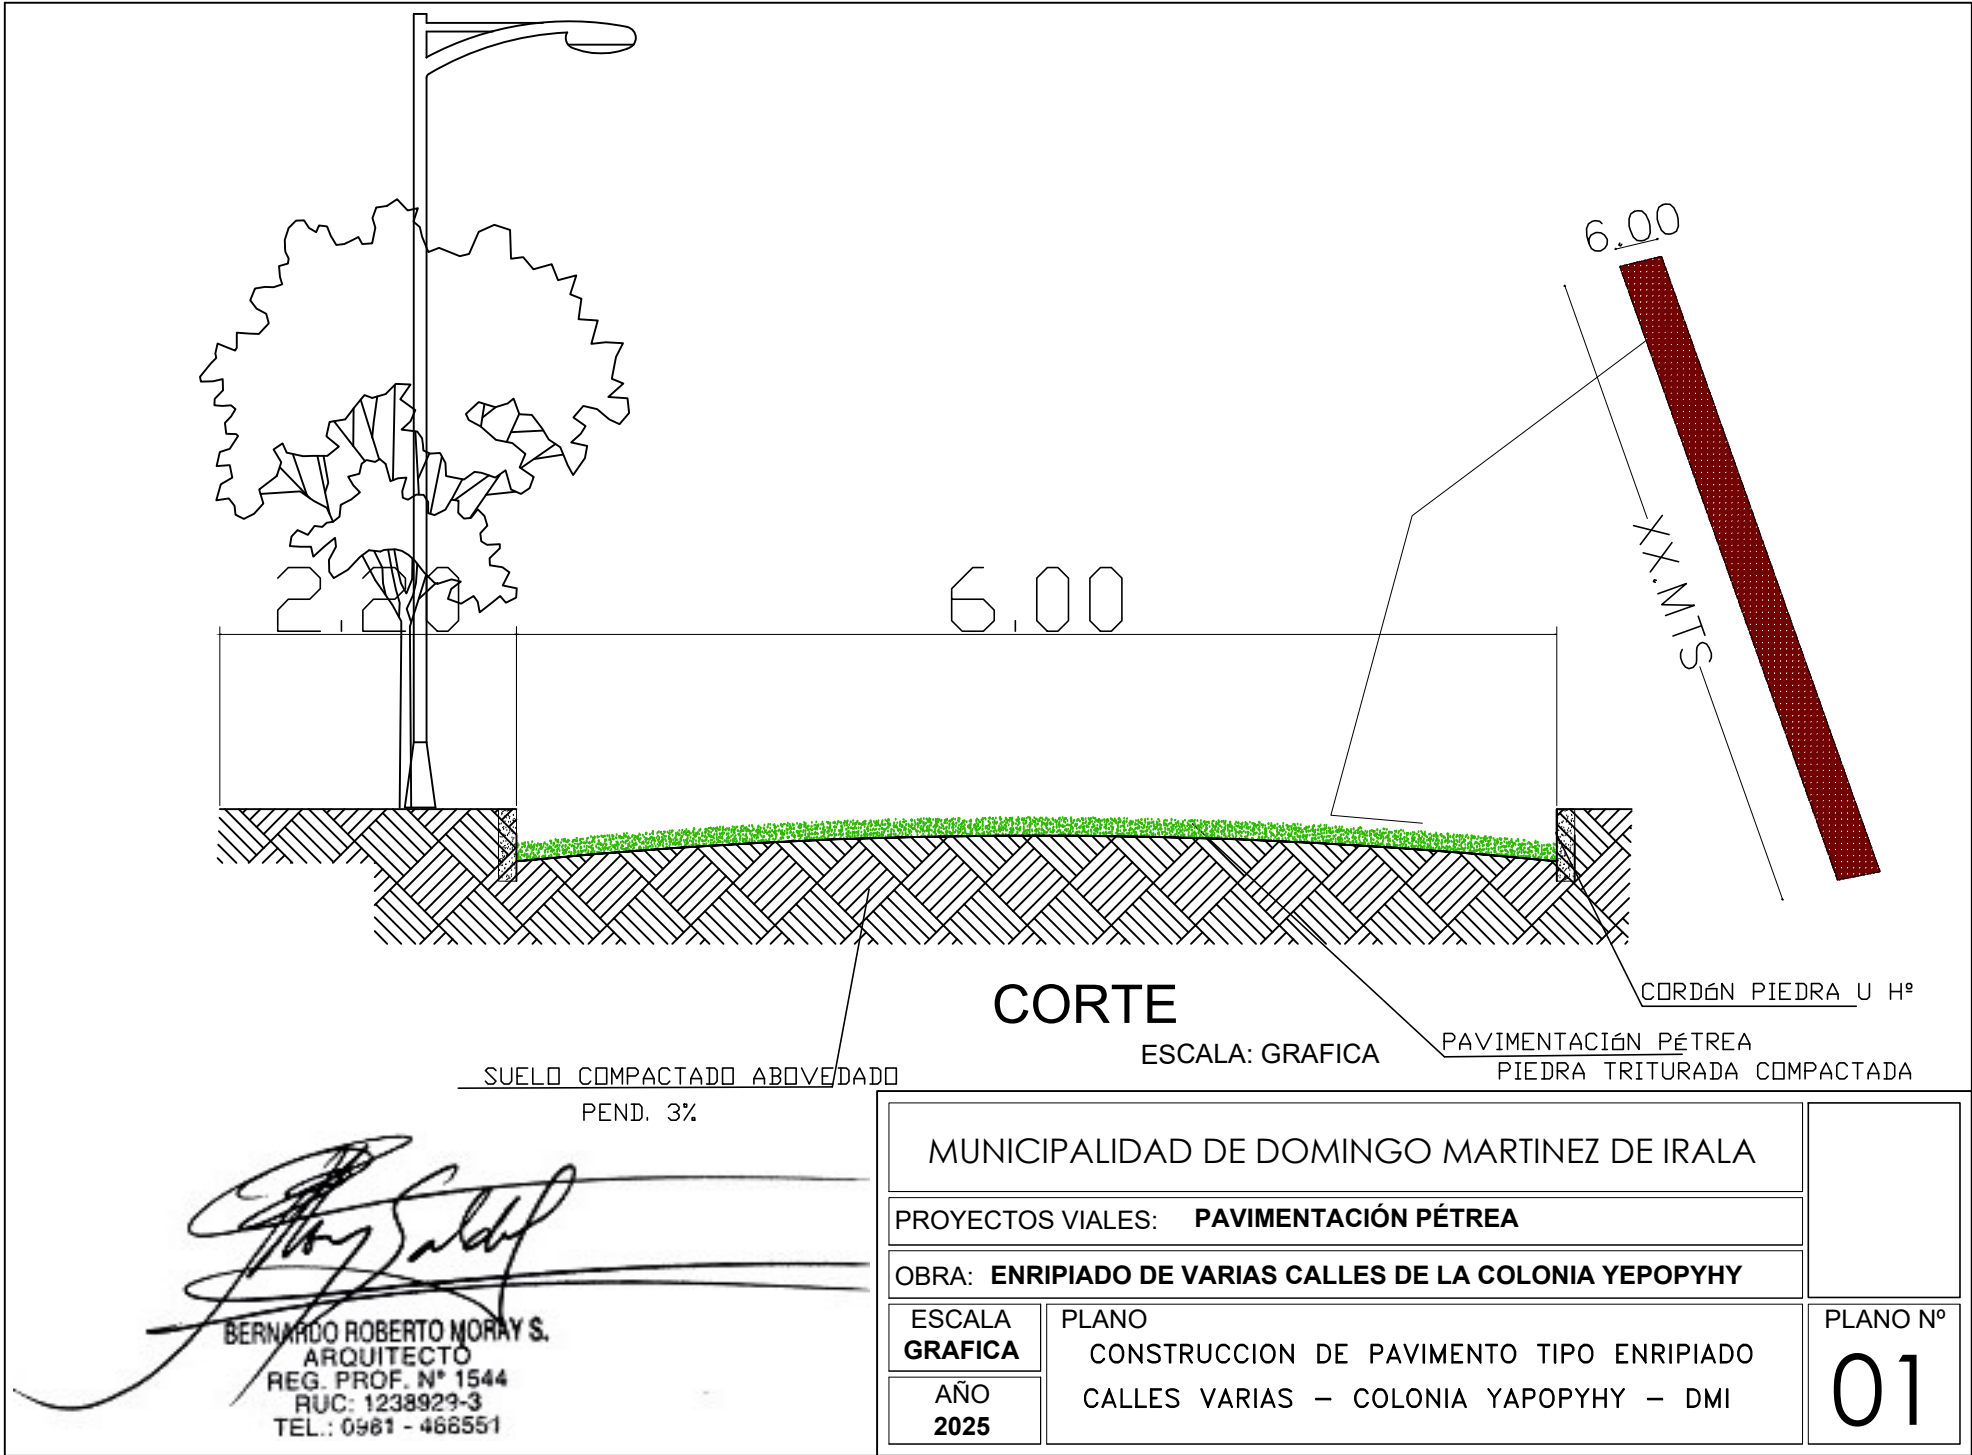 6.00
XX.MTS
2.20
6.00
CORTE
ESCALA: GRAFICA
CORDóN PIEDRA U Hº
PAVIMENTACIóN PéTREA
PIEDRA TRITURADA COMPACTADA
SUELO COMPACTADO ABOVEDADO
PEND. 3%
BERNARDO ROBERTO MORAY S.
ARQUITECTO
REG. PROF. N° 1544
RUC: 1238929-3
TEL.: 0981 - 466551
MUNICIPALIDAD DE DOMINGO MARTINEZ DE IRALA
PROYECTOS VIALES: PAVIMENTACIÓN PÉTREA
OBRA: ENRIPIADO DE VARIAS CALLES DE LA COLONIA YEPOPYHY
ESCALA
GRAFICA
AÑO
2025
PLANO
CONSTRUCCION DE PAVIMENTO TIPO ENRIPIADO
CALLES VARIAS – COLONIA YAPOPYHY – DMI
PLANO Nº
01